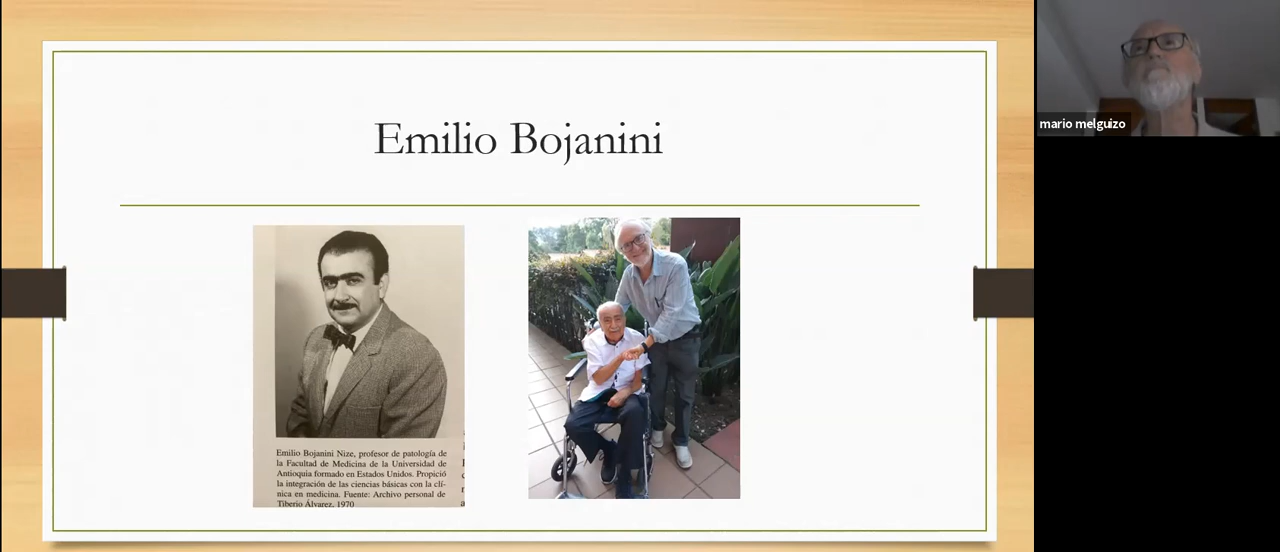 Emilio Bojanini
mario melguizo
Emilio Bojanini Nize, profesor de patología de
la Facultad de Medicina de la Universidad de
Antioquia formado en Estados Unidos. Propició
la integración de las ciencias básicas con la clí-
nica en medicina. Fuente: Archivo personal de
Tiberio Álvarez, 1970